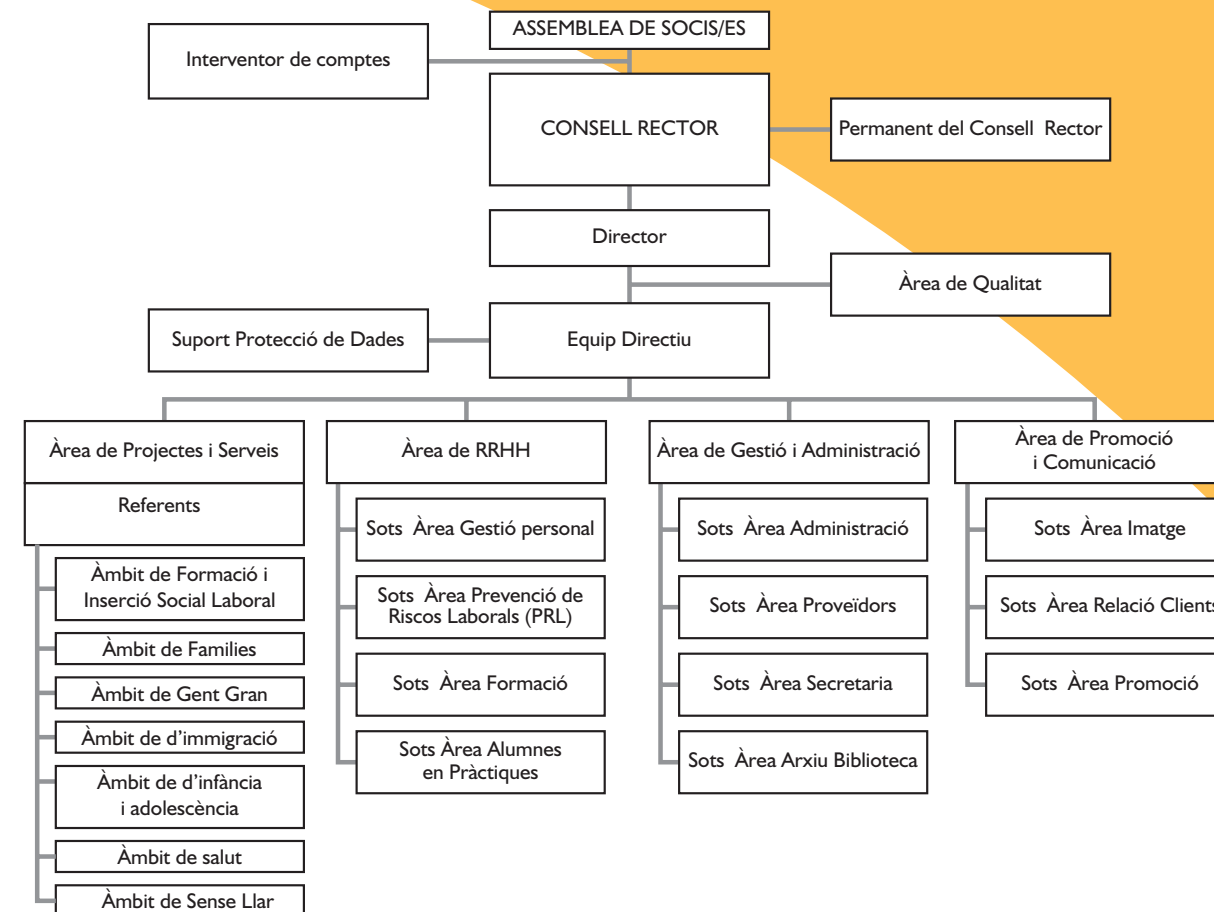 ASSEMBLEA DE SOCIS/ES
Interventor de comptes
CONSELL RECTOR
Permanent del Consell Rector
Director
Àrea de Qualitat
Suport Protecció de Dades
Equip Directiu
Àrea de Projectes i Serveis
Referents
Àmbit de Formació i
Inserció Social Laboral
Àmbit de Families
Àmbit de Gent Gran
Àmbit de d'immigració
Àmbit de d'infància
i adolescència
Àmbit de salut
Àmbit de Sense Llar
Àrea de RRHH
Sots Àrea Gestió personal
Sots Àrea Prevenció de
Riscos Laborals (PRL)
Sots Àrea Formació
Sots Àrea Alumnes
en Pràctiques
Àrea de Gestió i Administració
Sots Àrea Administració
Sots Àrea Proveïdors
Sots Àrea Secretaria
Sots Àrea Arxiu Biblioteca
Àrea de Promoció
i Comunicació
Sots Àrea Imatge
Sots Àrea Relació Clients
Sots Àrea Promoció